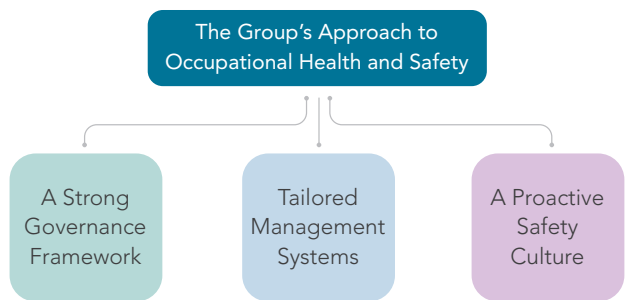 The Group’s Approach to
Occupational Health and Safety
A Strong
Governance
Framework
Tailored
Management
Systems
A Proactive
Safety
Culture